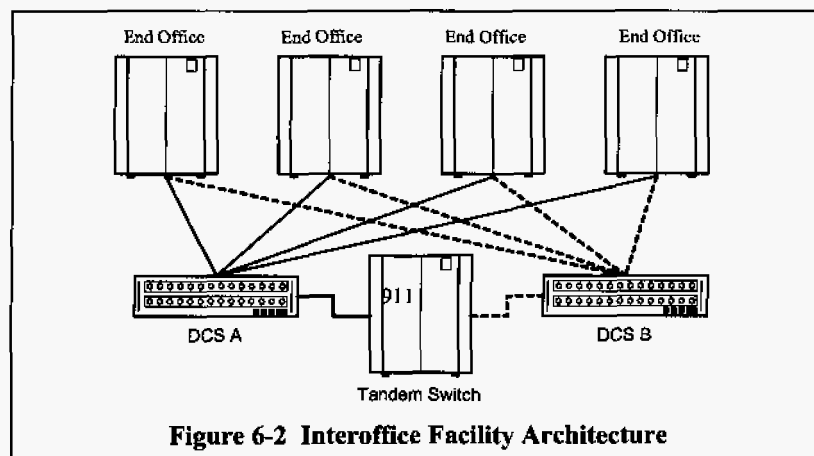 End Office End Office End Office End Office
911
DCS A DCS B
Tandem Switch
Figure 6-2 Interoffice Facility Architecture